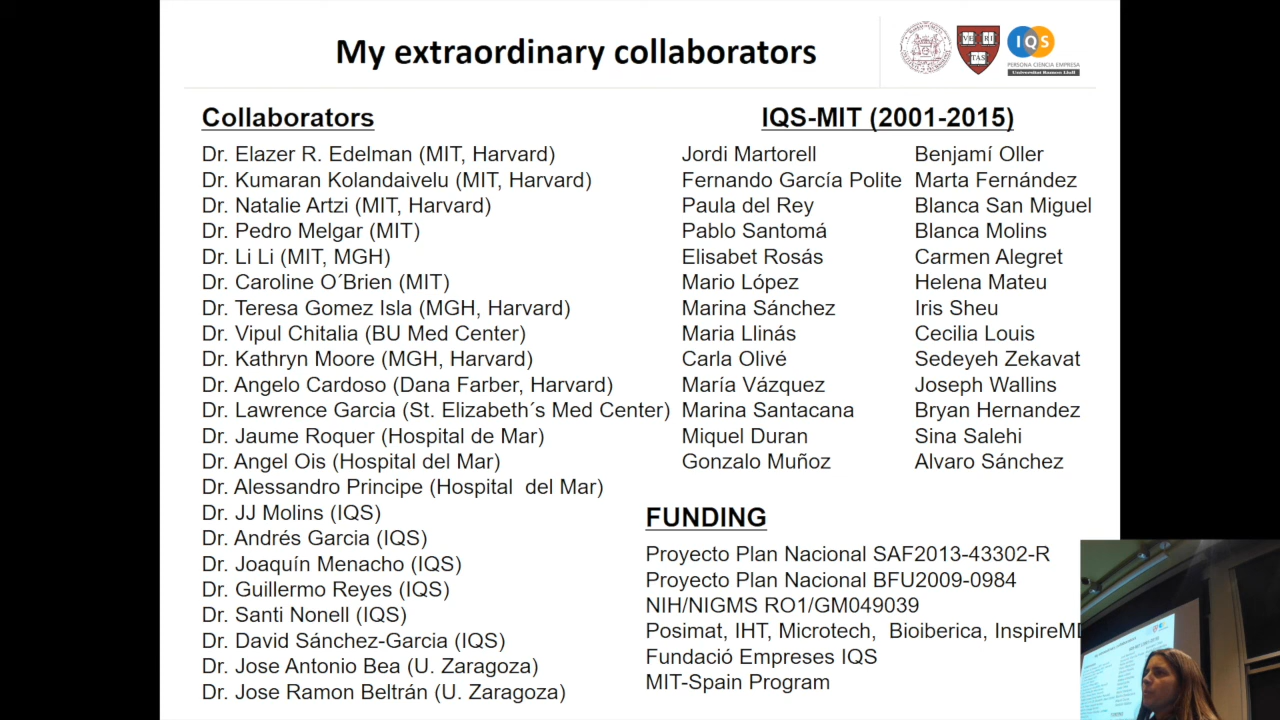 My extraordinary collaborators
VE RI
TAS
IQS
PERSONA CIÈNCIA EMPRESA
Universitat Ramon Llull
Collaborators
Dr. Elazer R. Edelman (MIT, Harvard)
Dr. Kumaran Kolandaivelu (MIT, Harvard)
Dr. Natalie Artzi (MIT, Harvard)
Dr. Pedro Melgar (MIT)
Dr. Li Li (MIT, MGH)
Dr. Caroline O´Brien (MIT)
Dr. Teresa Gomez Isla (MGH, Harvard)
Dr. Vipul Chitalia (BU Med Center)
Dr. Kathryn Moore (MGH, Harvard)
Dr. Angelo Cardoso (Dana Farber, Harvard)
Dr. Lawrence Garcia (St. Elizabeth´s Med Center)
Dr. Jaume Roquer (Hospital de Mar)
Dr. Angel Ois (Hospital del Mar)
Dr. Alessandro Principe (Hospital del Mar)
Dr. JJ Molins (IQS)
Dr. Andrés Garcia (IQS)
Dr. Joaquín Menacho (IQS)
Dr. Guillermo Reyes (IQS)
Dr. Santi Nonell (IQS)
Dr. David Sánchez-Garcia (IQS)
Dr. Jose Antonio Bea (U. Zaragoza)
Dr. Jose Ramon Beltrán (U. Zaragoza)
IQS-MIT (2001-2015)
Jordi Martorell
Fernando García Polite
Paula del Rey
Pablo Santomá
Elisabet Rosás
Mario López
Marina Sánchez
Maria Llinás
Carla Olivé
María Vázquez
Marina Santacana
Miquel Duran
Gonzalo Muñoz
Benjamí Oller
Marta Fernández
Blanca San Miguel
Blanca Molins
Carmen Alegret
Helena Mateu
Iris Sheu
Cecilia Louis
Sedeyeh Zekavat
Joseph Wallins
Bryan Hernandez
Sina Salehi
Alvaro Sánchez
FUNDING
Proyecto Plan Nacional SAF2013-43302-R
Proyecto Plan Nacional BFU2009-0984
NIH/NIGMS RO1/GM049039
Posimat, IHT, Microtech, Bioiberica, InspireMD
Fundació Empreses IQS
MIT-Spain Program